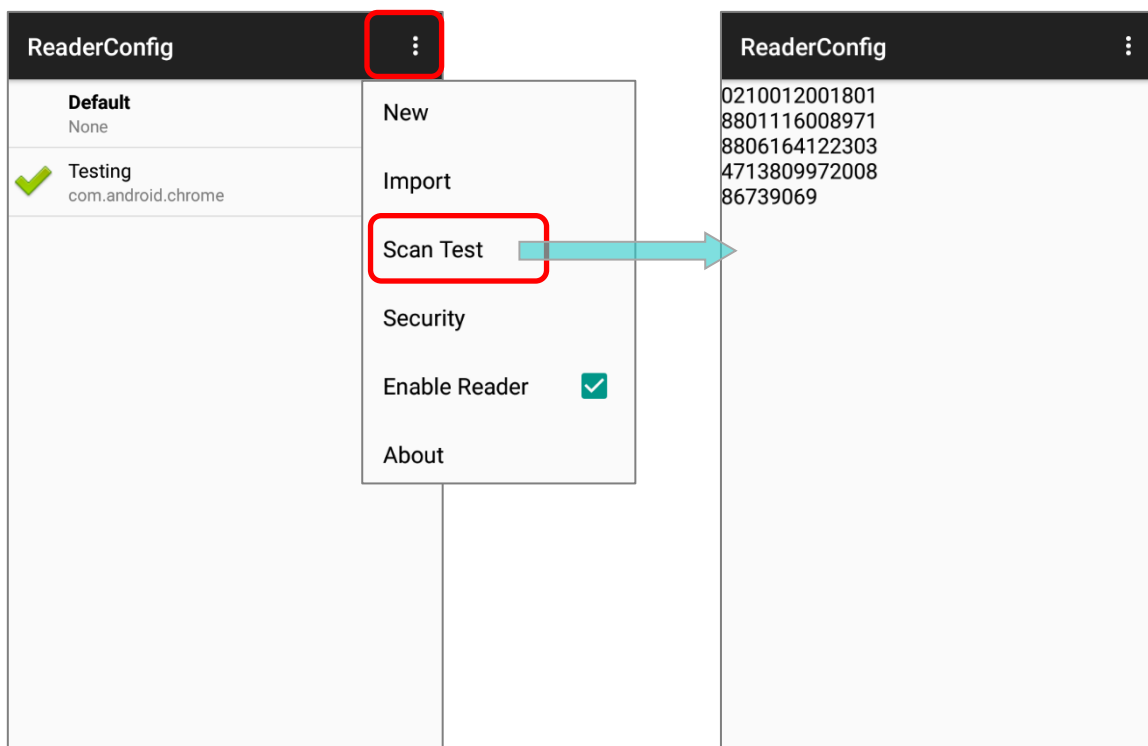 ReaderConfig
Default
None
Testing
com.android.chrome
New
Import
Scan Test
Security
Enable Reader
About
ReaderConfig
0210012001801
8801116008971
8806164122303
4713809972008
86739069